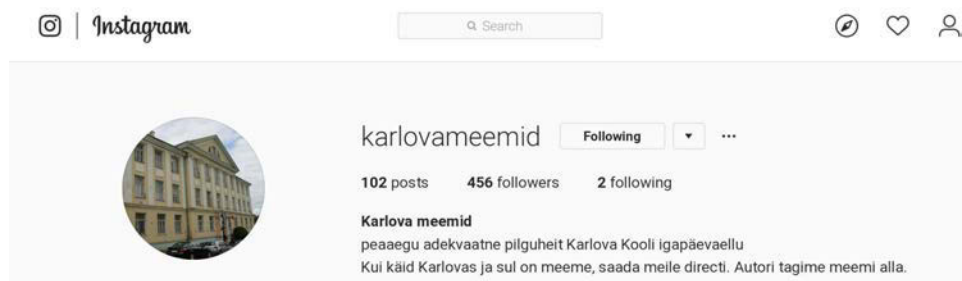 Instagram
Search
karlovameemid Following
102 posts 456 followers 2 following
Karlova meemid
peaaegu adekvaatne pilguheit Karlova Kooli igapäevaellu
Kui käid Karlovas ja sul on meeme, saada meile directi. Autori tagime meemi alla.